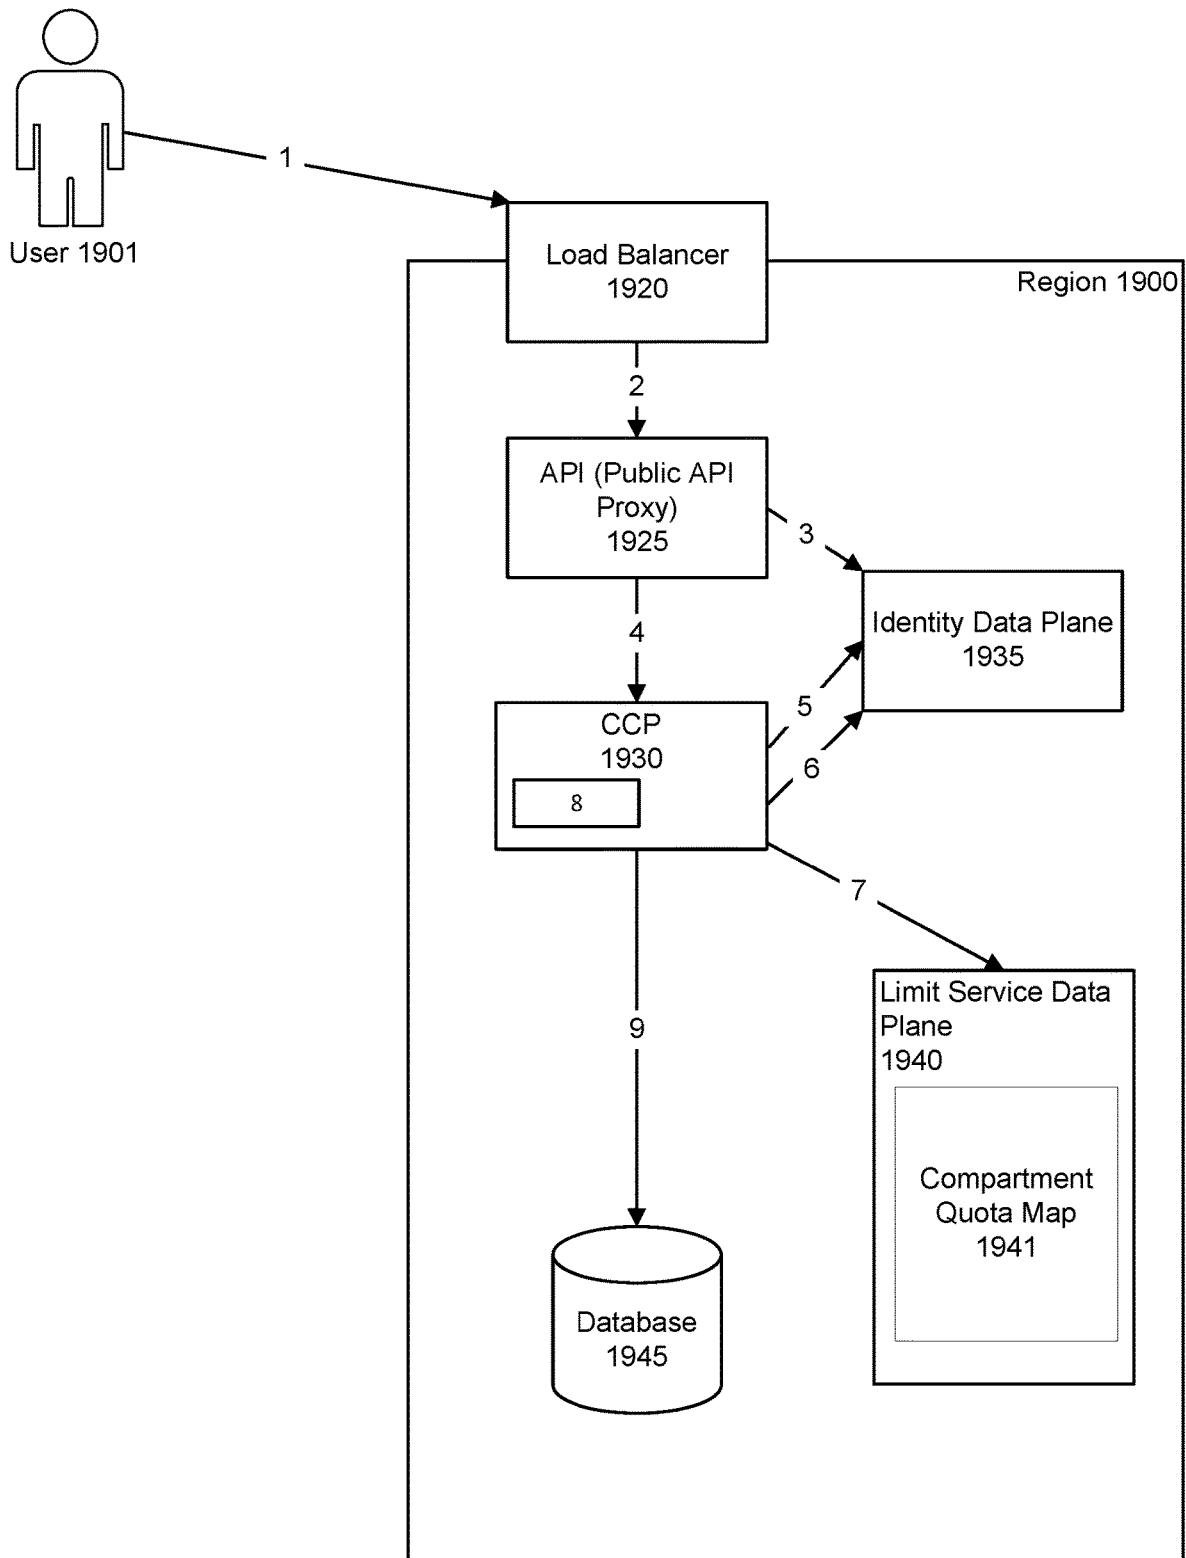 1
User 1901
Load Balancer
1920
Region 1900
2
API (Public API
Proxy)
1925
3
4
Identity Data Plane
1935
5
6
CCP
1930
8
7
Limit Service Data
Plane
1940
9
Compartment
Quota Map
1941
Database
1945